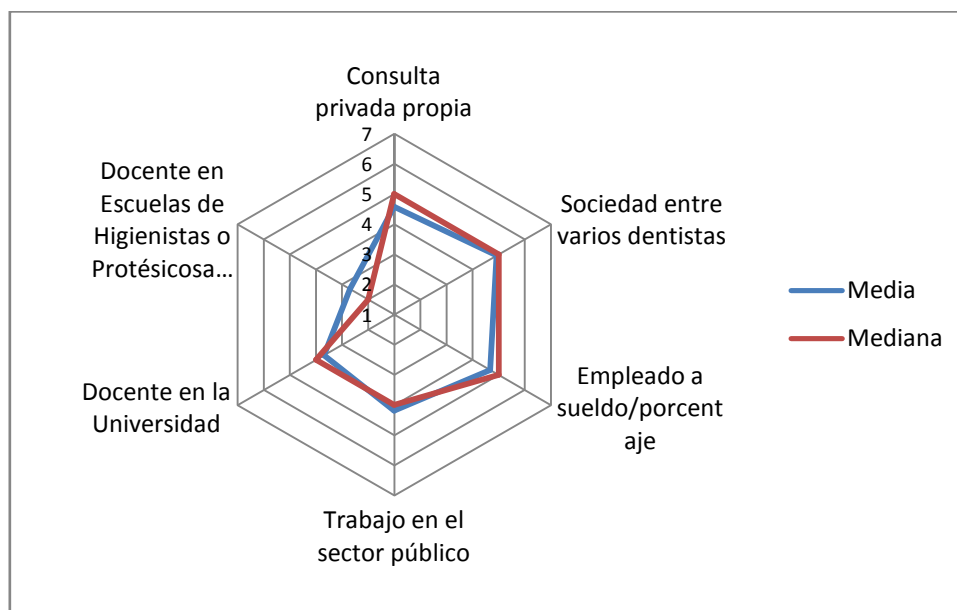 Consulta
privada propia
7
6
5
4
3
2
1
Sociedad entre
varios dentistas
Empleado a
sueldo/porcent
aje
Trabajo en el
sector público
Docente en la
Universidad
Docente en
Escuelas de
Higienistas o
Protésicosa...
Media
Mediana